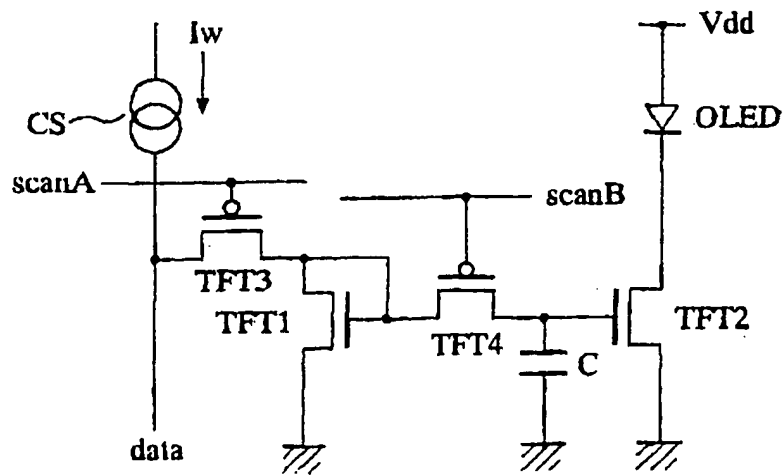 Iw
Vdd
CS
OLED
scanA
scanB
TFT3
TFT1
TFT4
C
TFT2
data